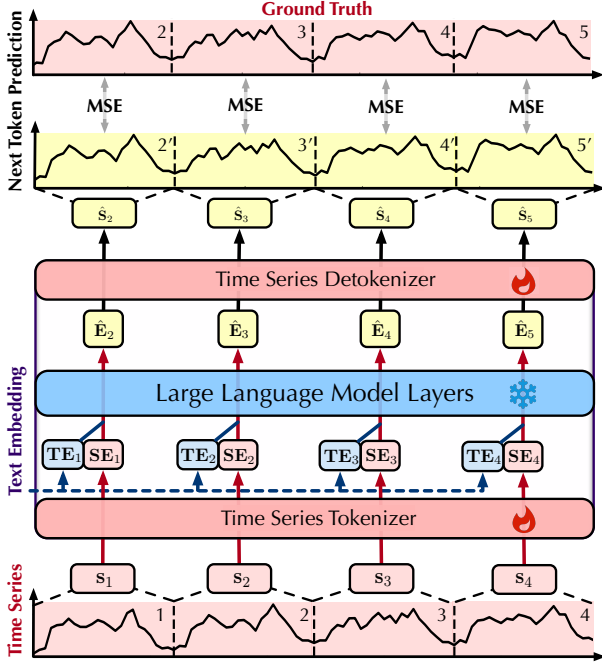 Ground Truth
2 3 4 5
Next Token Prediction
MSE MSE MSE MSE
2′ 3′ 4′ 5′
ŝ₂ ŝ₃ ŝ₄ ŝ₅
Time Series Detokenizer
Ê₂ Ê₃ Ê₄ Ê₅
Large Language Model Layers
Text Embedding
TE₁ SE₁ TE₂ SE₂ TE₃ SE₃ TE₄ SE₄
Time Series Tokenizer
s₁ s₂ s₃ s₄
Time Series
1 2 3 4